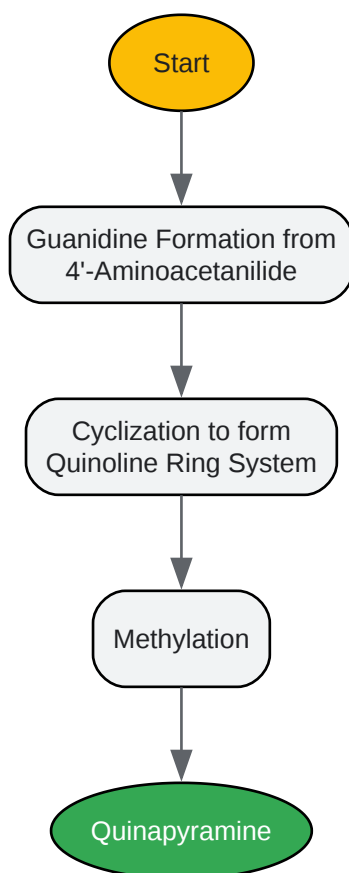 Start
Guanidine Formation from
4'-Aminoacetanilide
Cyclization to form
Quinoline Ring System
Methylation
Quinapyramine